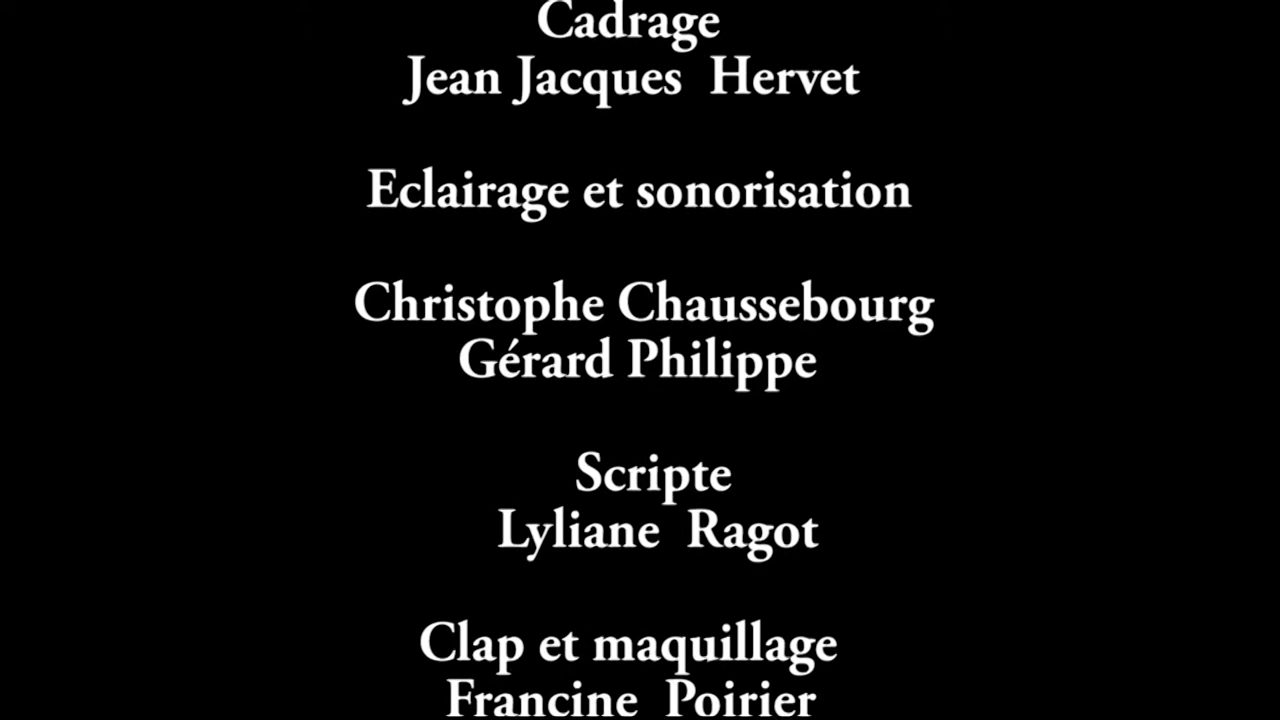 Cadrage
Jean Jacques Hervet
Eclairage et sonorisation
Christophe Chaussebourg
Gérard Philippe
Scripte
Lyliane Ragot
Clap et maquillage
Francine Poirier